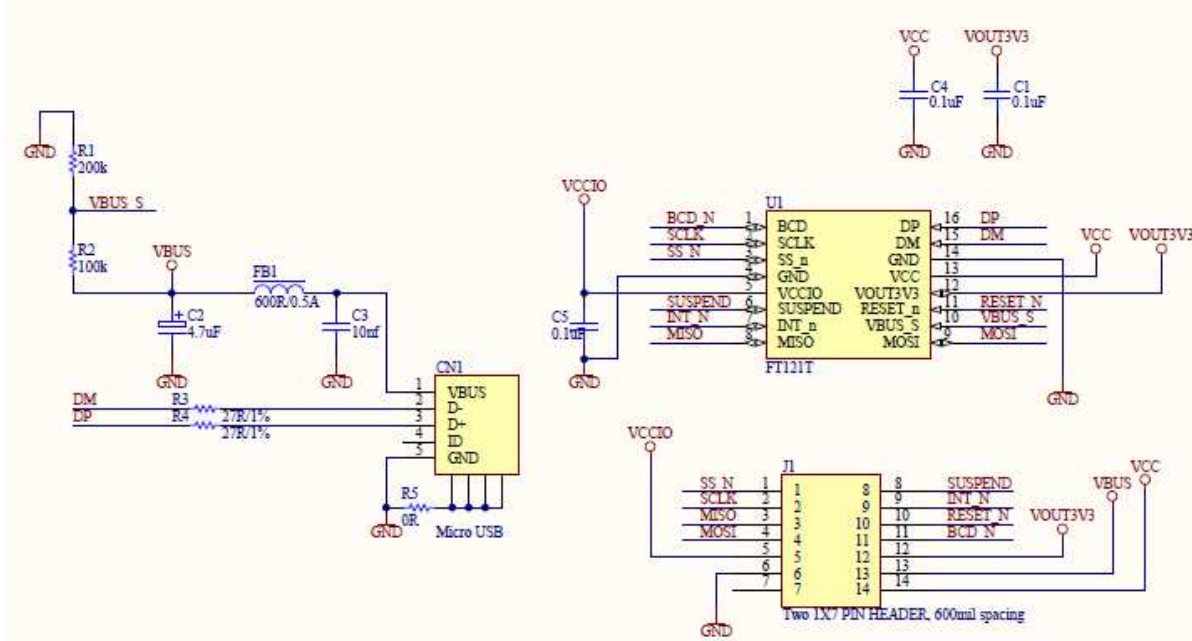 VCC VOUT3V3
C4
0.1uF
C1
0.1uF
GND GND
GND
R1
200k
VBUS_S
R2
100k
VBUS
FB1
600R/0.5A
C2
4.7uF
C3
10nf
GND GND
CN1
1 VBUS
2 D-
3 D+
4 ID
5 GND
DM R3 27R/1%
DP R4 27R/1%
R5
0R
GND
Micro USB
VCCIO
U1
BCD_N 1 BCD DP 16 DP
SCLK 2 SCLK DM 15 DM
SS_N 3 SS_n GND 14
4 GND VCC 13
5 VCCIO VOUT3V3 12
SUSPEND 6 SUSPEND RESET_n 11 RESET_N
INT_N 7 INT_n VBUS_S 10 VBUS_S
MISO 8 MISO MOSI 9 MOSI
FT121T
VCC VOUT3V3
C5
0.1uF
GND
GND
VCCIO
J1
VCC
VBUS
VOUT3V3
SS_N 1 1 8 8 SUSPEND
SCLK 2 2 9 9 INT_N
MISO 3 3 10 10 RESET_N
MOSI 4 4 11 11 BCD_N
5 5 12 12
6 6 13 13
7 7 14 14
Two 1X7 PIN HEADER, 600mil spacing
GND